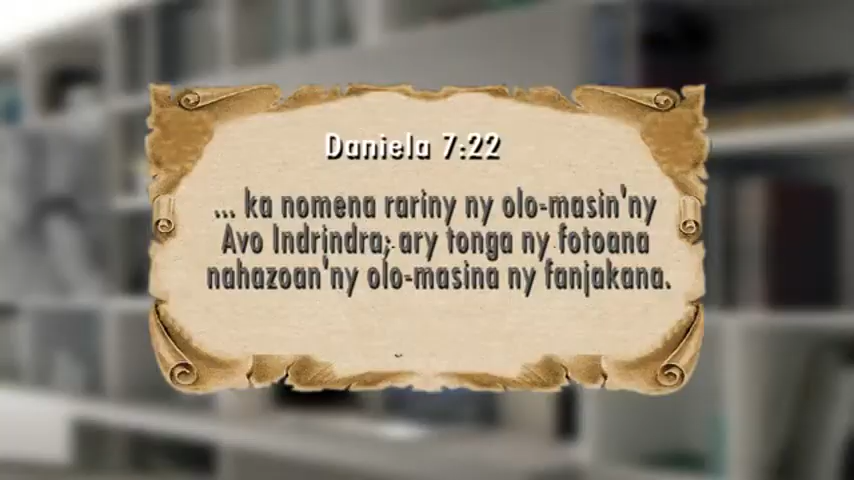 Daniela 7:22
... ka nomena rariny ny olo-masin'ny
Avo Indrindra; ary tonga ny fotoana
nahazoan'ny olo-masina ny fanjakana.